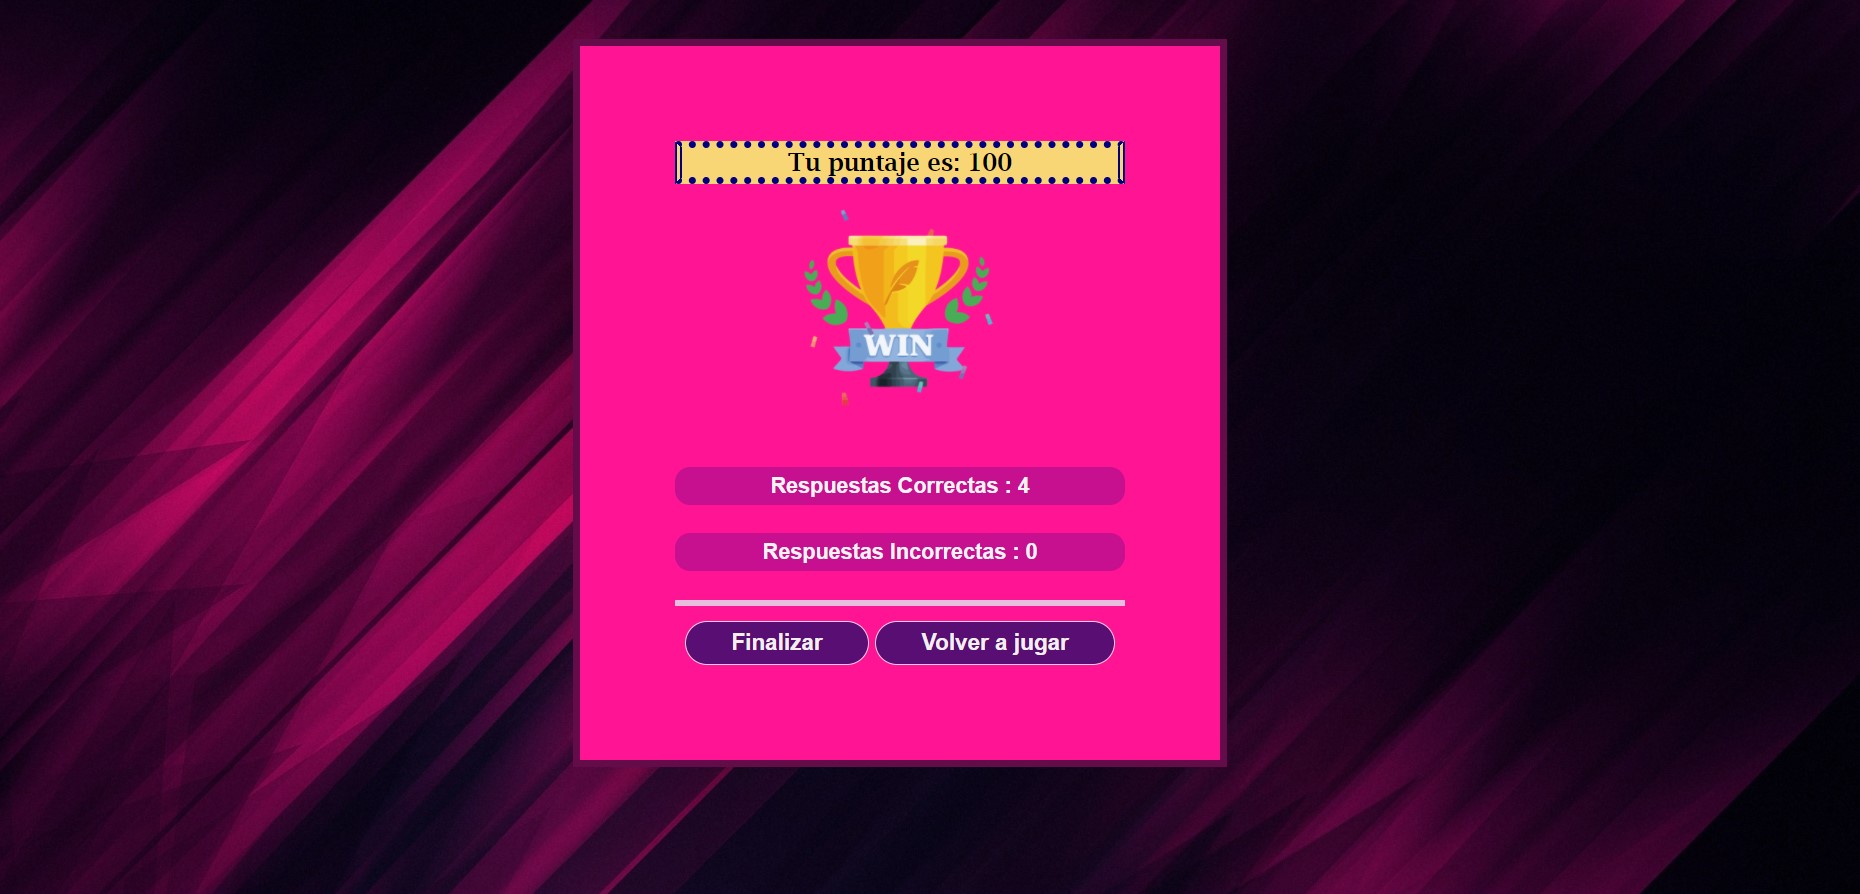 Tu puntaje es: 100
WIN
Respuestas Correctas : 4
Respuestas Incorrectas : 0
Finalizar
Volver a jugar